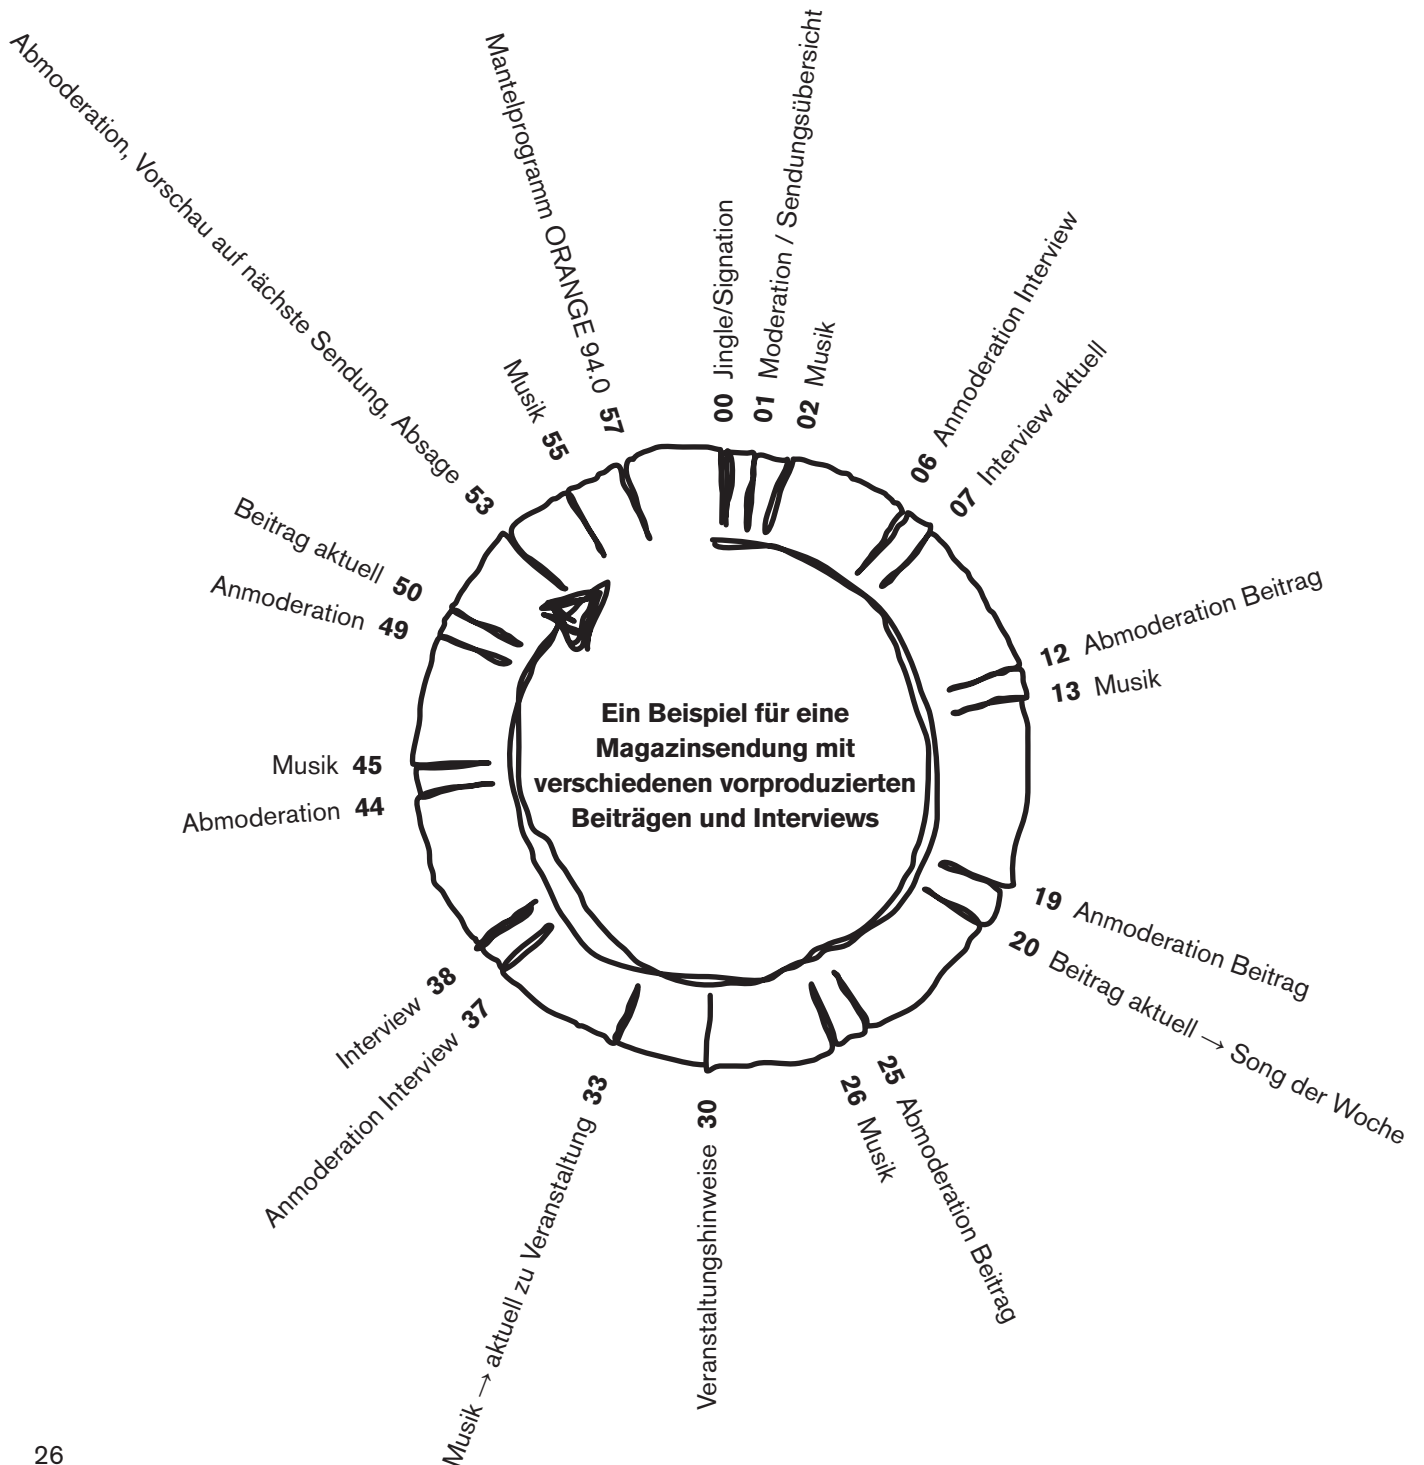 00 Jingle/Signation
01 Moderation / Sendungsübersicht
02 Musik
06 Anmoderation Interview
07 Interview aktuell
12 Abmoderation Beitrag
13 Musik
19 Anmoderation Beitrag
20 Beitrag aktuell → Song der Woche
25 Abmoderation Beitrag
26 Musik
Veranstaltungshinweise 30
Musik → aktuell zu Veranstaltung 33
Anmoderation Interview 37
Interview 38
Abmoderation 44
Musik 45
Anmoderation 49
Beitrag aktuell 50
Abmoderation, Vorschau auf nächste Sendung, Absage 53
Musik 55
Mantelprogramm ORANGE 94.0 57
Ein Beispiel für eine
Magazinsendung mit
verschiedenen vorproduzierten
Beiträgen und Interviews
26